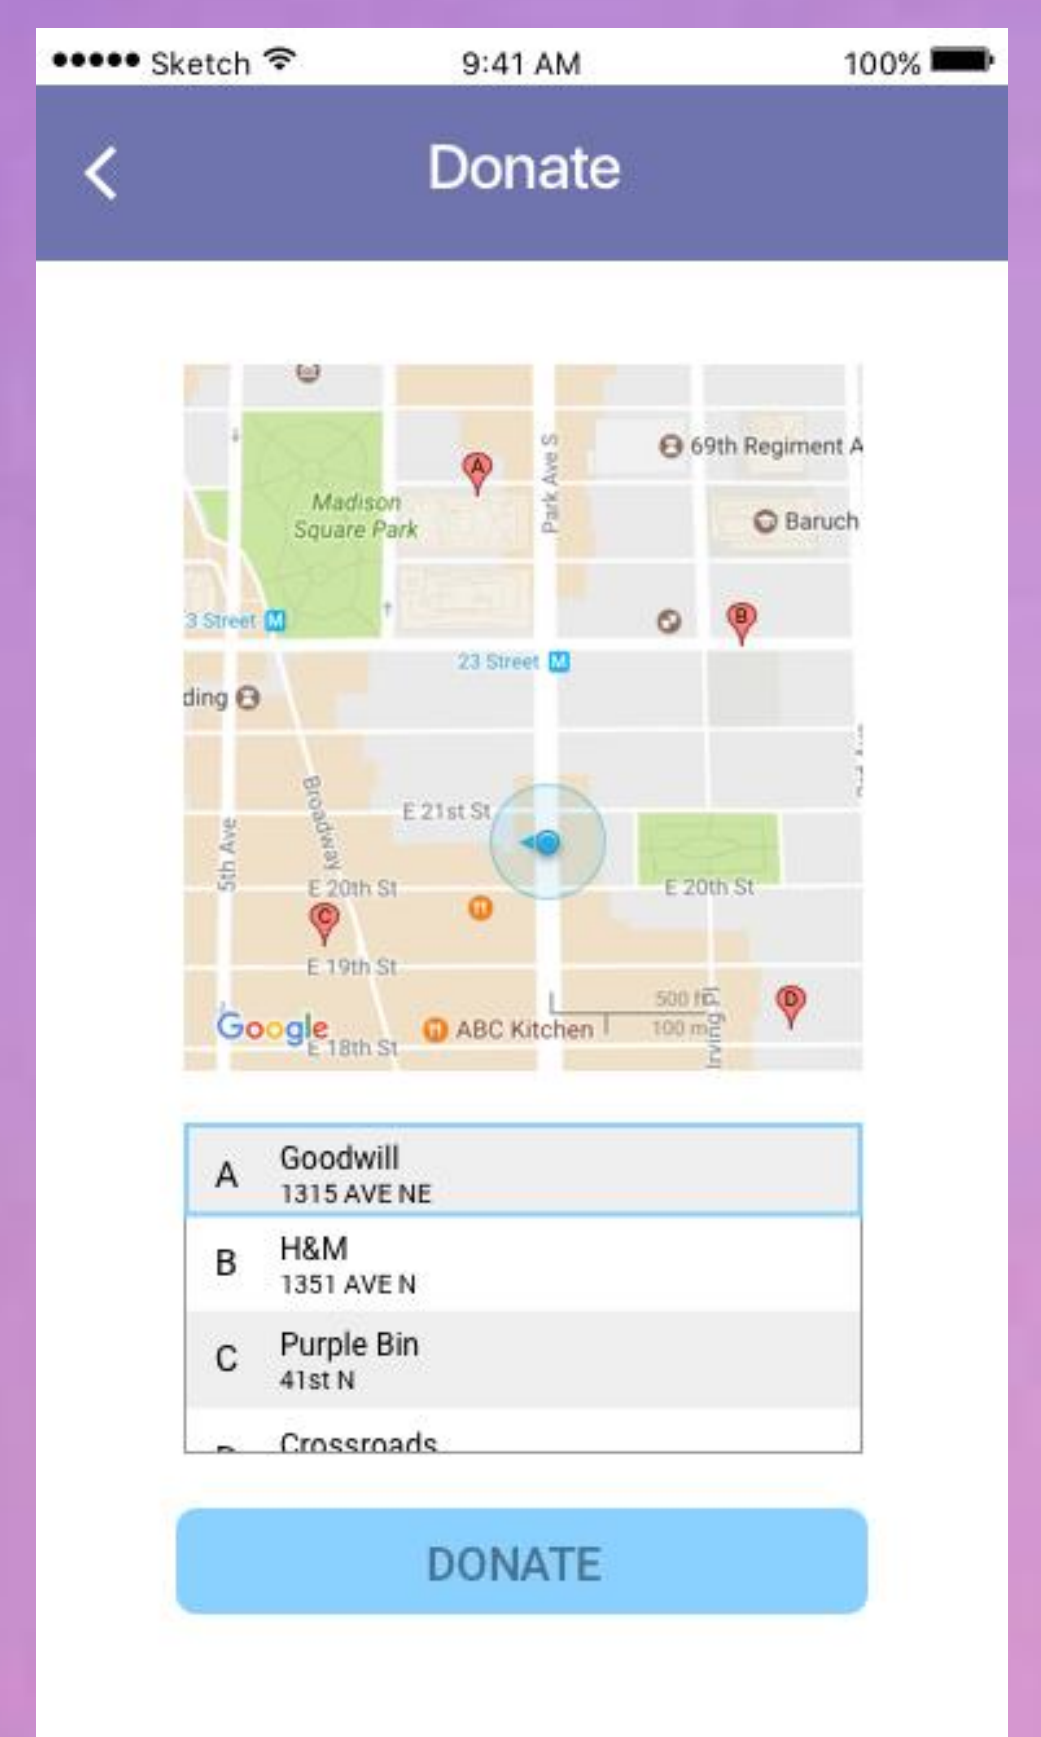 Sketch 9:41 AM 100%
Donate
A
Park Ave S
69th Regiment A
Madison
Square Park
Baruch
B
3 Street M
23 Street M
ding
Broadway
E 21st St
5th Ave
E 20th St
E 20th St
C
E 19th St
D
500 ft
100 m
Irving Pl
Google
ABC Kitchen
E 18th St
A Goodwill
1315 AVE NE
B H&M
1351 AVE N
C Purple Bin
41st N
Crossroads
DONATE